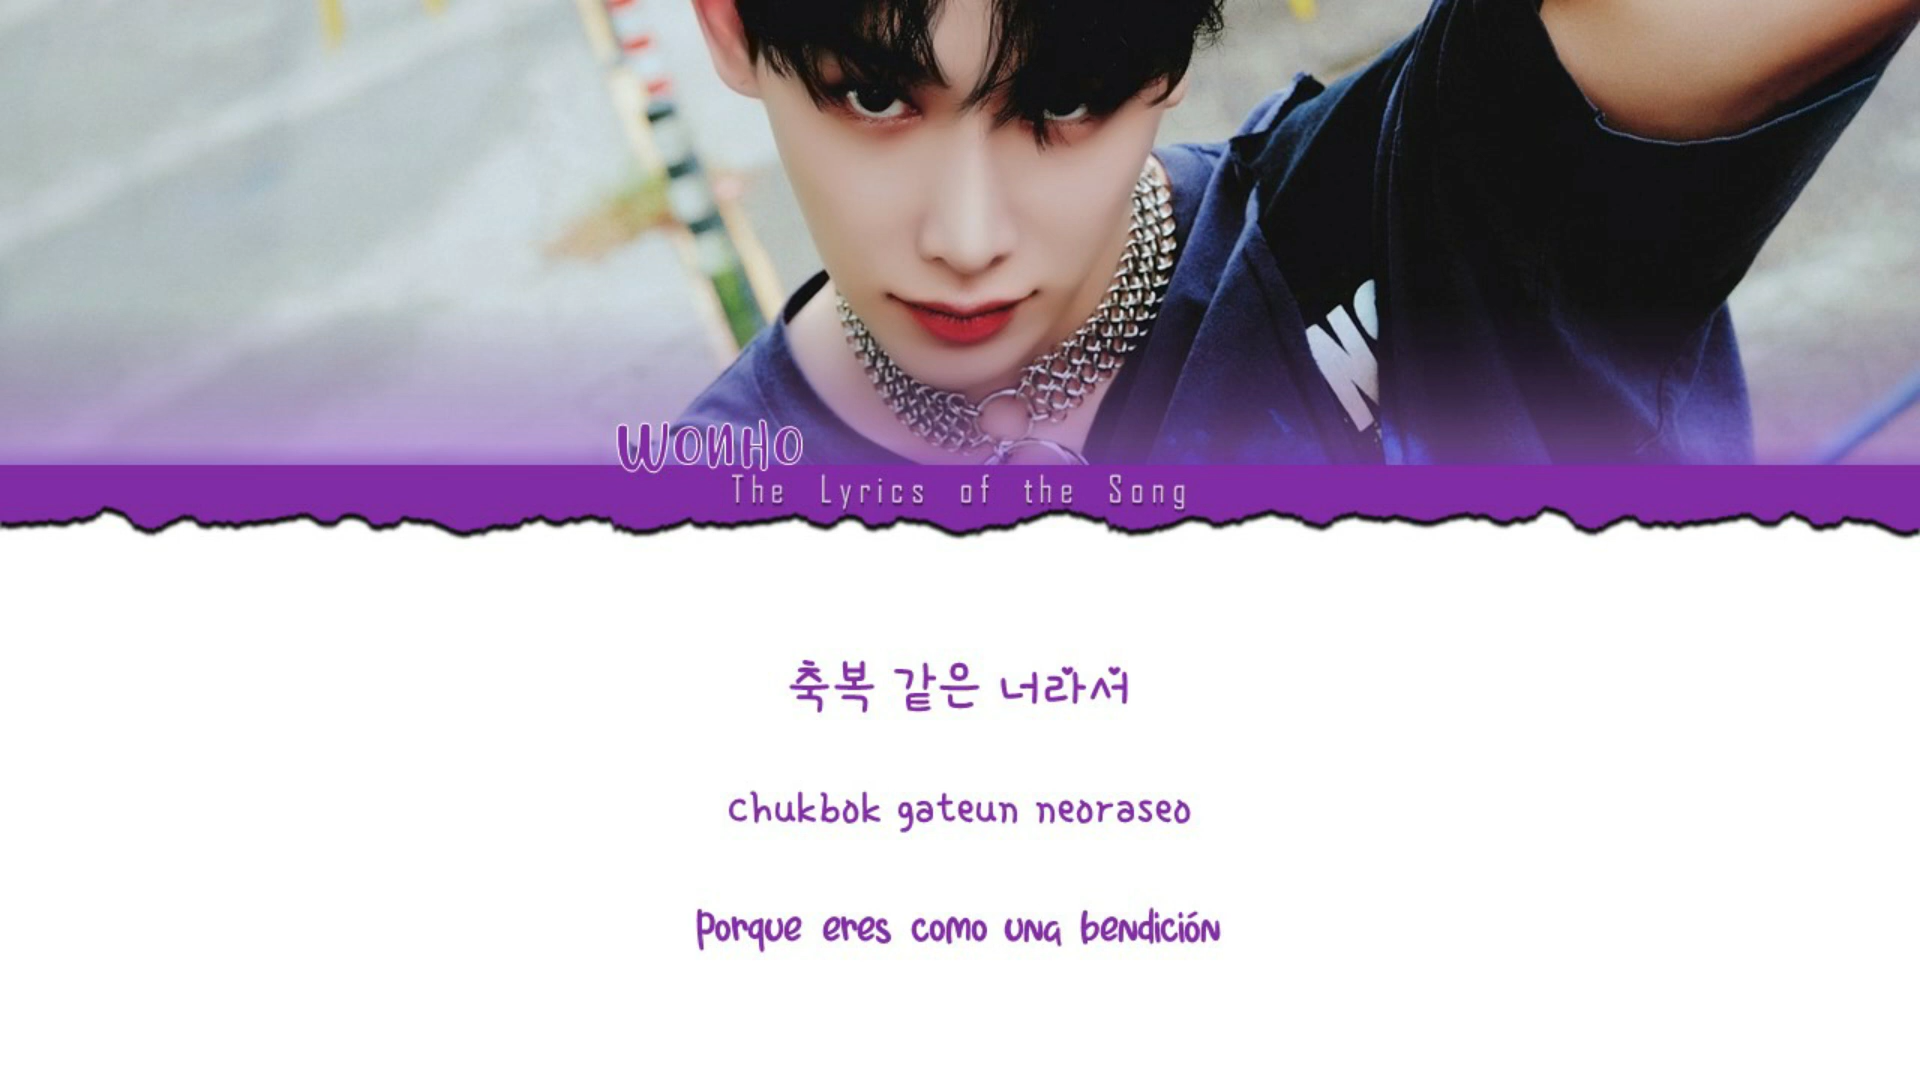 NO
WONHO
The Lyrics of the Song
축복 같은 너라서
chukbok gateun neoraseo
Porque eres como una bendición